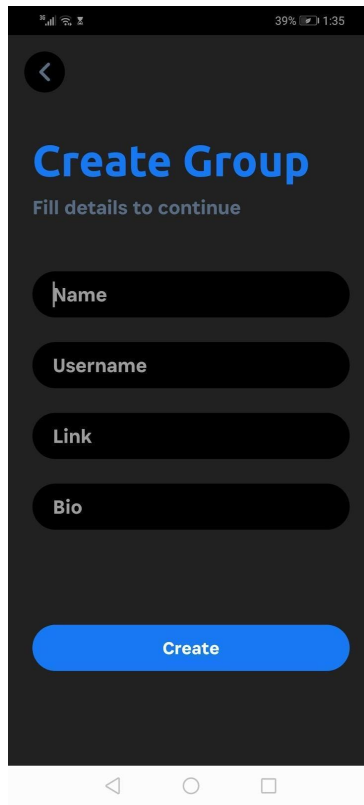 39% 1:35
Create Group
Fill details to continue
Name
Username
Link
Bio
Create